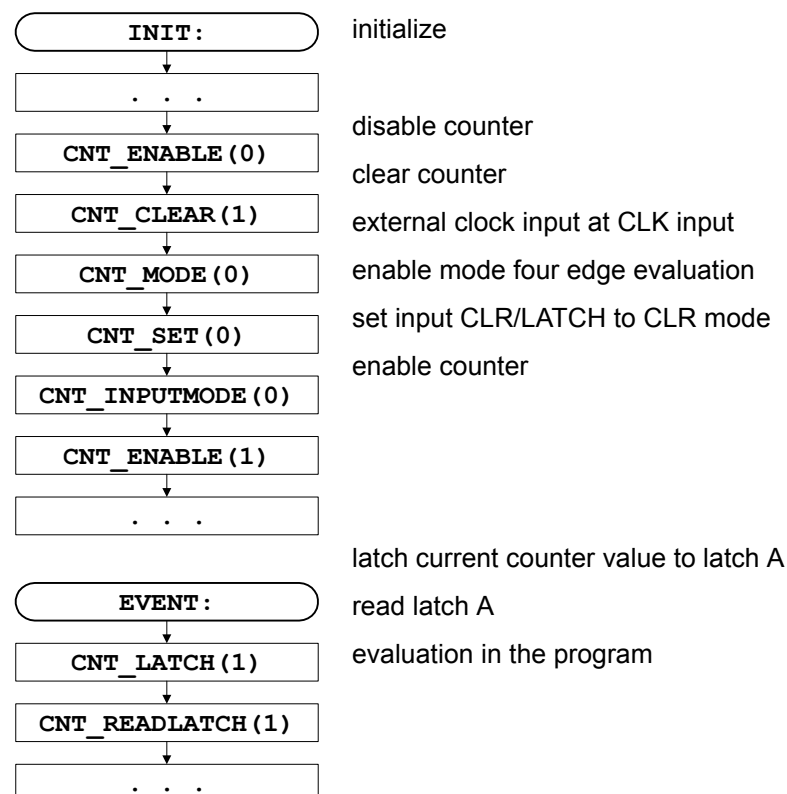 INIT:
initialize
. . .
CNT_ENABLE(0)
disable counter
CNT_CLEAR(1)
clear counter
CNT_MODE(0)
external clock input at CLK input
CNT_SET(0)
enable mode four edge evaluation
CNT_INPUTMODE(0)
set input CLR/LATCH to CLR mode
CNT_ENABLE(1)
enable counter
. . .
EVENT:
CNT_LATCH(1)
latch current counter value to latch A
CNT_READLATCH(1)
read latch A
. . .
evaluation in the program